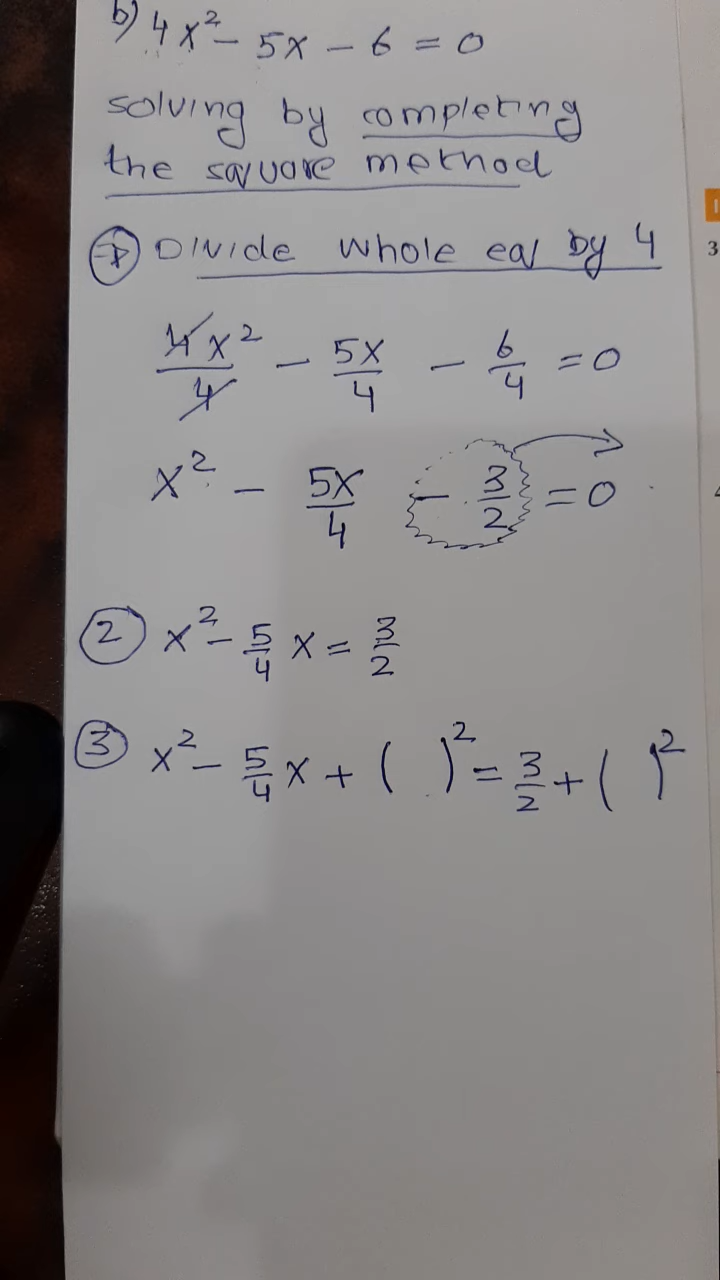 b) 4x² - 5x - 6 = 0
solving by completing
the square method
① Divide whole eq by 4
4x²/4 - 5x/4 - 6/4 = 0
x² - 5x/4 - 3/2 = 0
② x² - 5/4 x = 3/2
③ x² - 5/4 x + ( )² = 3/2 + ( )²
3